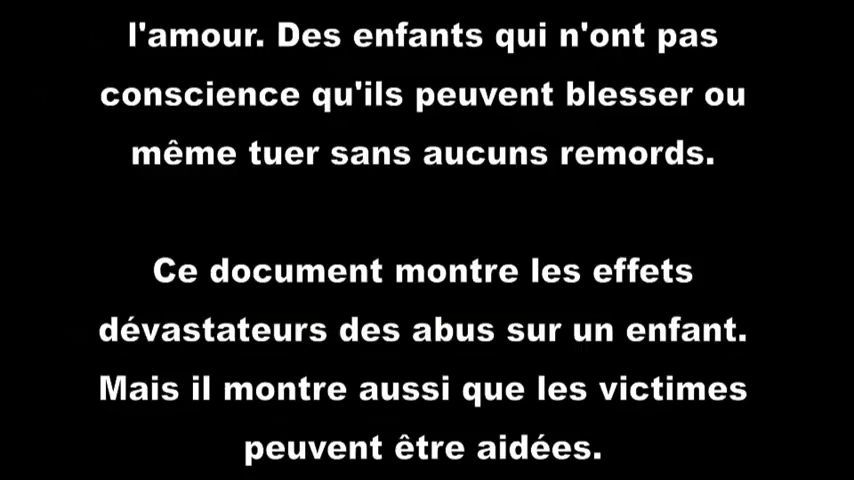 l'amour. Des enfants qui n'ont pas
conscience qu'ils peuvent blesser ou
même tuer sans aucuns remords.
Ce document montre les effets
dévastateurs des abus sur un enfant.
Mais il montre aussi que les victimes
peuvent être aidées.